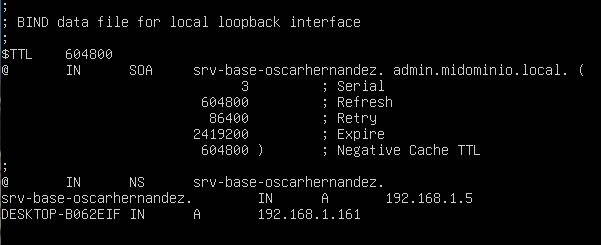 ;
; BIND data file for local loopback interface
;
$TTL    604800
@       IN      SOA     srv-base-oscarhernandez. admin.midominio.local. (
                              3         ; Serial
                         604800         ; Refresh
                          86400         ; Retry
                        2419200         ; Expire
                         604800 )       ; Negative Cache TTL
;
@       IN      NS      srv-base-oscarhernandez.
srv-base-oscarhernandez.        IN      A       192.168.1.5
DESKTOP-B062EIF IN      A       192.168.1.161